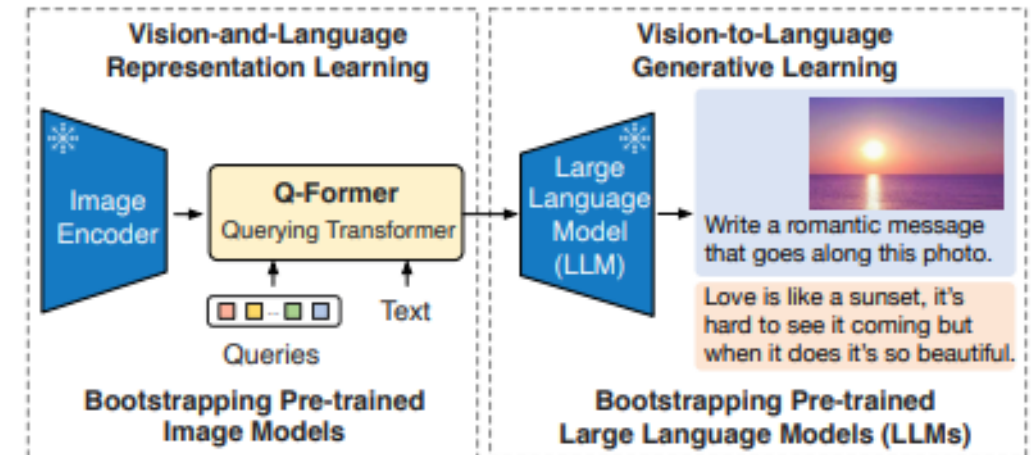 Vision-and-Language
Representation Learning
Image
Encoder
Q-Former
Querying Transformer
Queries
Text
Bootstrapping Pre-trained
Image Models
Vision-to-Language
Generative Learning
Large
Language
Model
(LLM)
Write a romantic message
that goes along this photo.
Love is like a sunset, it's
hard to see it coming but
when it does it's so beautiful.
Bootstrapping Pre-trained
Large Language Models (LLMs)